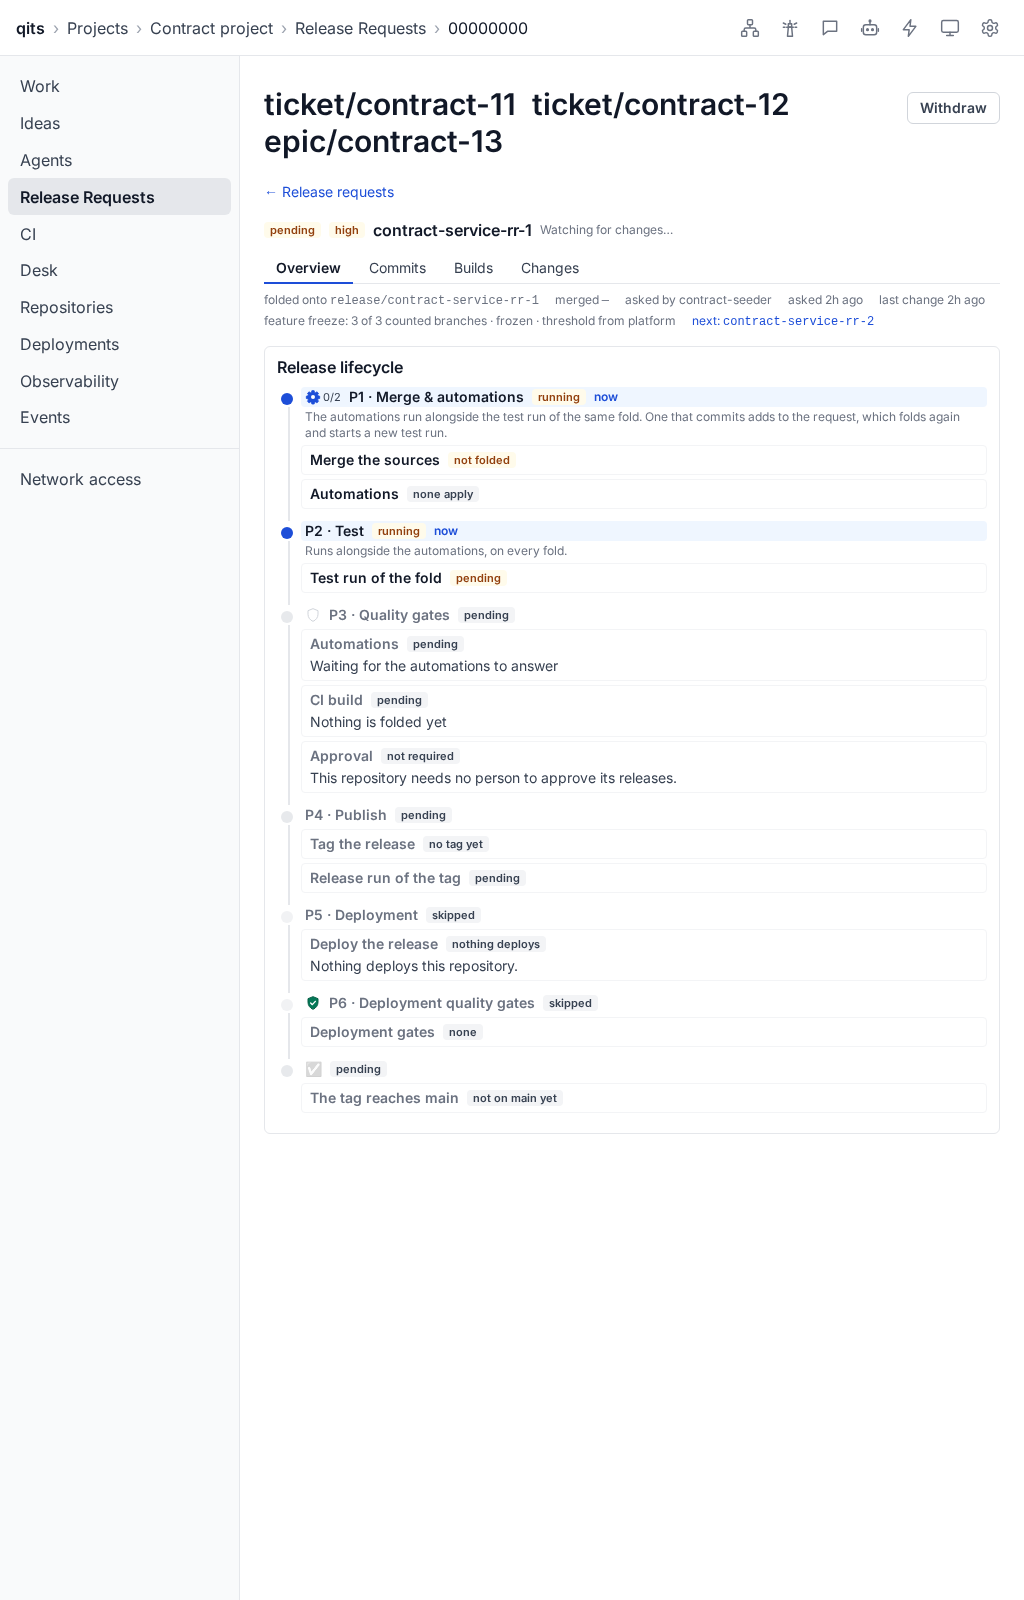 qits › Projects › Contract project › Release Requests › 00000000
Work
Ideas
Agents
Release Requests
CI
Desk
Repositories
Deployments
Observability
Events
Network access
ticket/contract-11 ticket/contract-12
epic/contract-13
Withdraw
← Release requests
pending high contract-service-rr-1 Watching for changes…
Overview Commits Builds Changes
folded onto release/contract-service-rr-1 merged — asked by contract-seeder asked 2h ago last change 2h ago
feature freeze: 3 of 3 counted branches · frozen · threshold from platform next: contract-service-rr-2
Release lifecycle
0/2 P1 · Merge & automations running now
The automations run alongside the test run of the same fold. One that commits adds to the request, which folds again
and starts a new test run.
Merge the sources not folded
Automations none apply
P2 · Test running now
Runs alongside the automations, on every fold.
Test run of the fold pending
P3 · Quality gates pending
Automations pending
Waiting for the automations to answer
CI build pending
Nothing is folded yet
Approval not required
This repository needs no person to approve its releases.
P4 · Publish pending
Tag the release no tag yet
Release run of the tag pending
P5 · Deployment skipped
Deploy the release nothing deploys
Nothing deploys this repository.
P6 · Deployment quality gates skipped
Deployment gates none
pending
The tag reaches main not on main yet